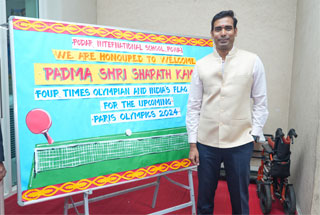 PODAR INTERNATIONAL SCHOOL, POWAI,
WE ARE HONOURED TO WELCOME
PADMA SHRI SHARATH KAM
FOUR TIMES OLYMPIAN AND INDIA'S FLAG
FOR THE UPCOMING
PARIS OLYMPICS 2024